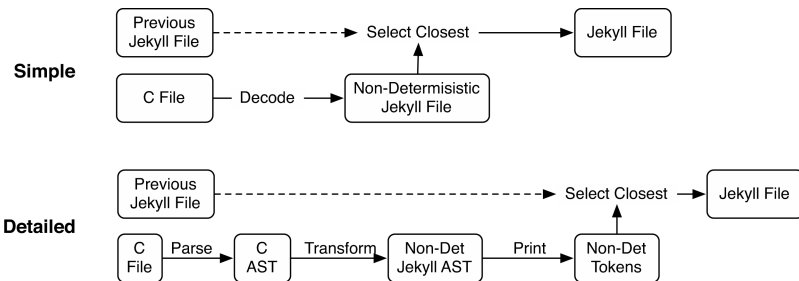 Previous
Jekyll File
Select Closest
Jekyll File
Simple
C File
Decode
Non-Determisistic
Jekyll File
Previous
Jekyll File
Select Closest
Jekyll File
Detailed
C
File
Parse
C
AST
Transform
Non-Det
Jekyll AST
Print
Non-Det
Tokens